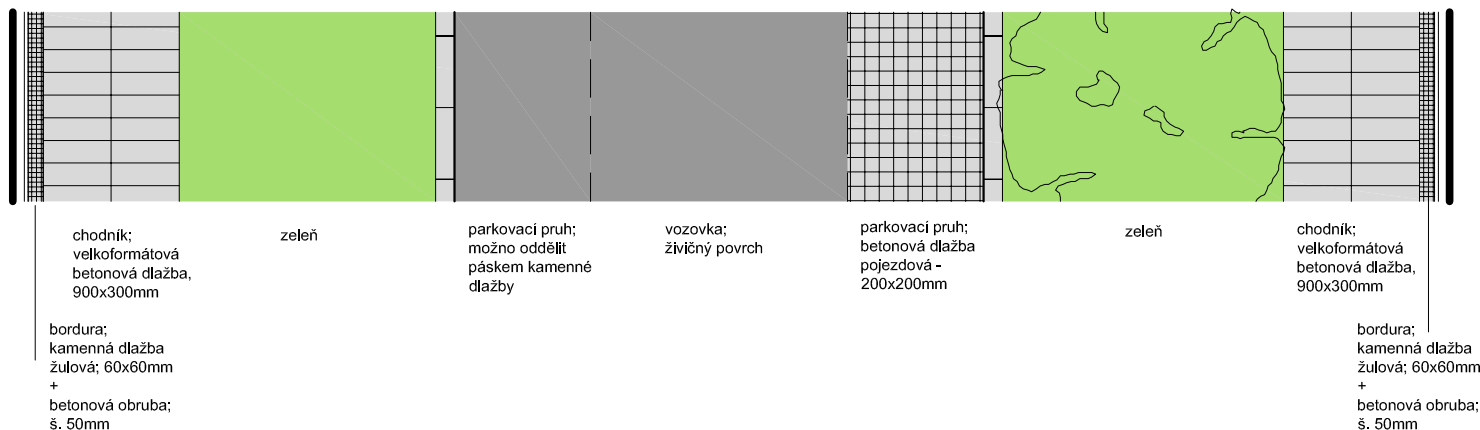 chodník;
velkoformátová
betonová dlažba,
900x300mm
zeleň
parkovací pruh;
možno oddělit
páskem kamenné
dlažby
vozovka;
živičný povrch
parkovací pruh;
betonová dlažba
pojezdová -
200x200mm
zeleň
chodník;
velkoformátová
betonová dlažba,
900x300mm
bordura;
kamenná dlažba
žulová; 60x60mm
+
betonová obruba;
š. 50mm
bordura;
kamenná dlažba
žulová; 60x60mm
+
betonová obruba;
š. 50mm